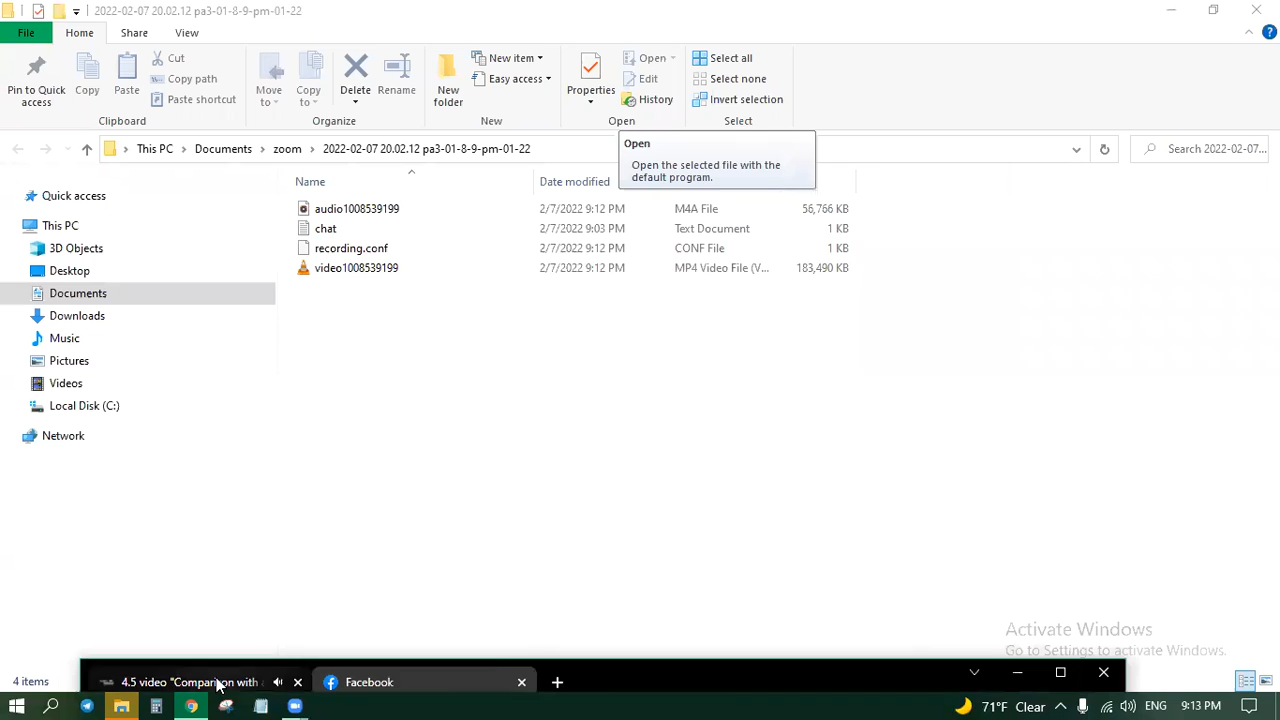 2022-02-07 20.02.12 pa3-01-8-9-pm-01-22
File Home Share View
Pin to Quick access
Copy
Paste
Cut
Copy path
Paste shortcut
Clipboard
Move to
Copy to
Delete
Rename
Organize
New folder
New item
Easy access
New
Properties
Open
Edit
History
Open
Select all
Select none
Invert selection
Select
This PC > Documents > zoom > 2022-02-07 20.02.12 pa3-01-8-9-pm-01-22
Search 2022-02-07...
Open
Open the selected file with the
default program.
Name Date modified
audio1008539199 2/7/2022 9:12 PM M4A File 56,766 KB
chat 2/7/2022 9:03 PM Text Document 1 KB
recording.conf 2/7/2022 9:12 PM CONF File 1 KB
video1008539199 2/7/2022 9:12 PM MP4 Video File (V... 183,490 KB
Quick access
This PC
3D Objects
Desktop
Documents
Downloads
Music
Pictures
Videos
Local Disk (C:)
Network
Activate Windows
Go to Settings to activate Windows.
4 items
4.5 video "Comparison with
Facebook
71°F Clear ENG 9:13 PM